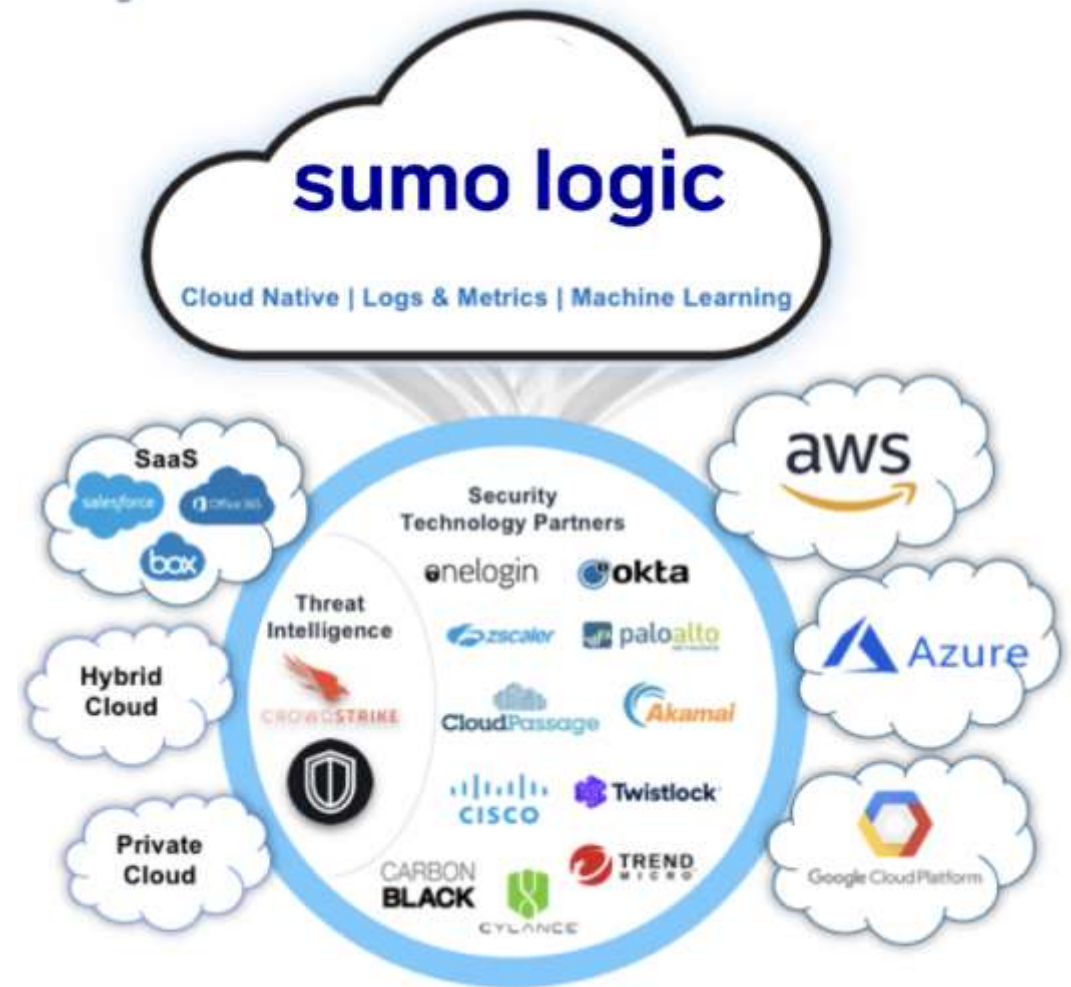 sumo logic
Cloud Native | Logs & Metrics | Machine Learning
SaaS
salesforce
Office 365
box
Hybrid
Cloud
Private
Cloud
Security
Technology Partners
onelogin
okta
Threat
Intelligence
CROWDSTRIKE
zscaler
paloalto
NETWORKS
CloudPassage
Akamai
CISCO
Twistlock
CARBON
BLACK
CYLANCE
TREND
MICRO
aws
Azure
Google Cloud Platform